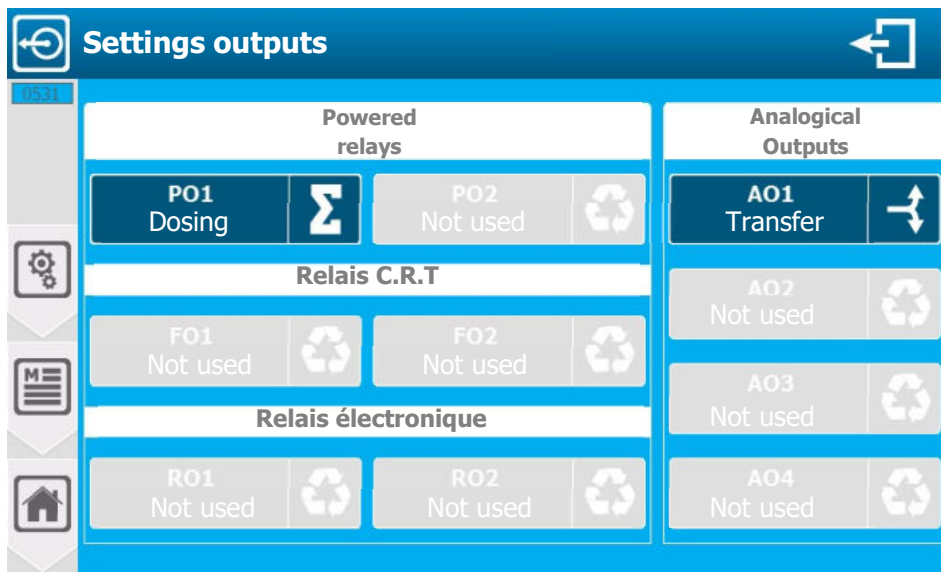 Settings outputs
0531
Powered
relays
PO1
Dosing
PO2
Not used
Relais C.R.T
FO1
Not used
FO2
Not used
Relais électronique
RO1
Not used
RO2
Not used
Analogical
Outputs
AO1
Transfer
AO2
Not used
AO3
Not used
AO4
Not used
M